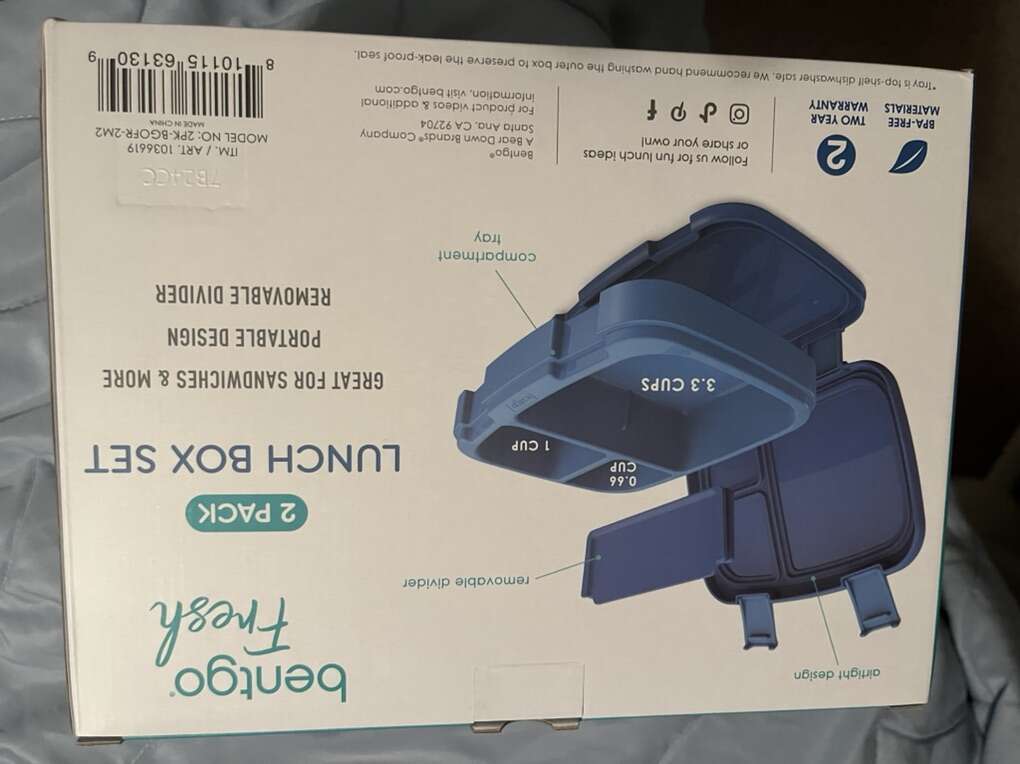 bentgo®
Fresh
2 PACK
LUNCH BOX SET
GREAT FOR SANDWICHES & MORE
PORTABLE DESIGN
REMOVABLE DIVIDER
airtight design
removable divider
0.66
CUP
1 CUP
3.3 CUPS
compartment
tray
BPA-FREE
MATERIALS
2
TWO YEAR
WARRANTY
Follow us for fun lunch ideas
or share your own!
Bentgo®
A Bear Down Brands® Company
Santa Ana, CA 92704
For product videos & additional
information, visit bentgo.com
7B24CC
ITM. / ART. 1036619
MODEL NO: 2PK-BGOFR-2M2
MADE IN CHINA
8 10115 63130 9
*Tray is top-shelf dishwasher safe. We recommend hand washing the outer box to preserve the leak-proof seal.